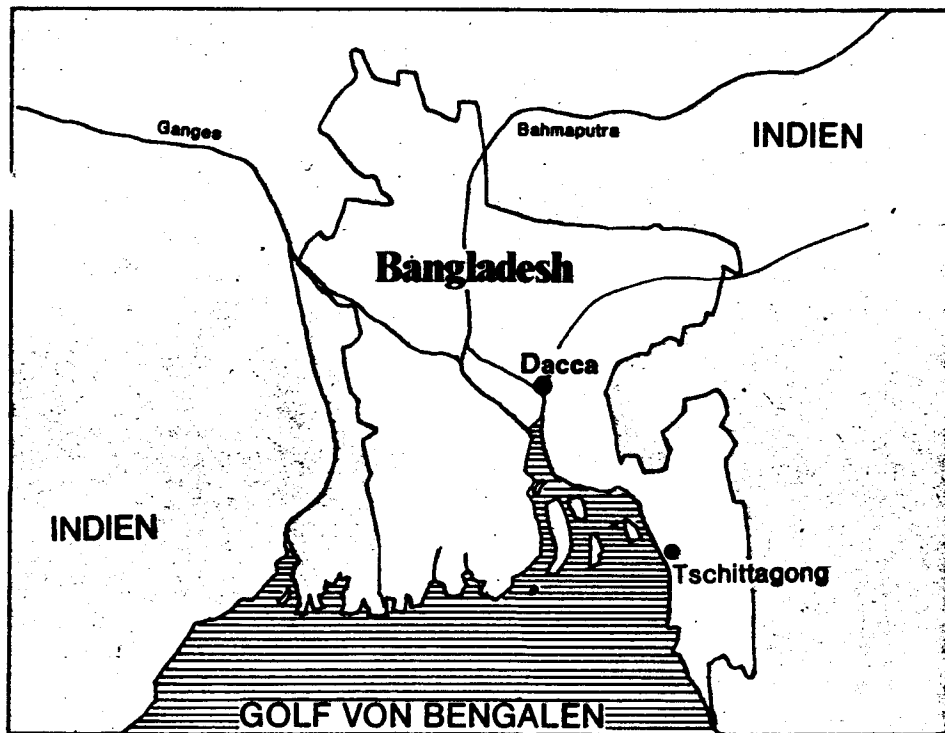 Ganges
Bahmaputra
INDIEN
Bangladesh
Dacca
INDIEN
Tschittagong
GOLF VON BENGALEN